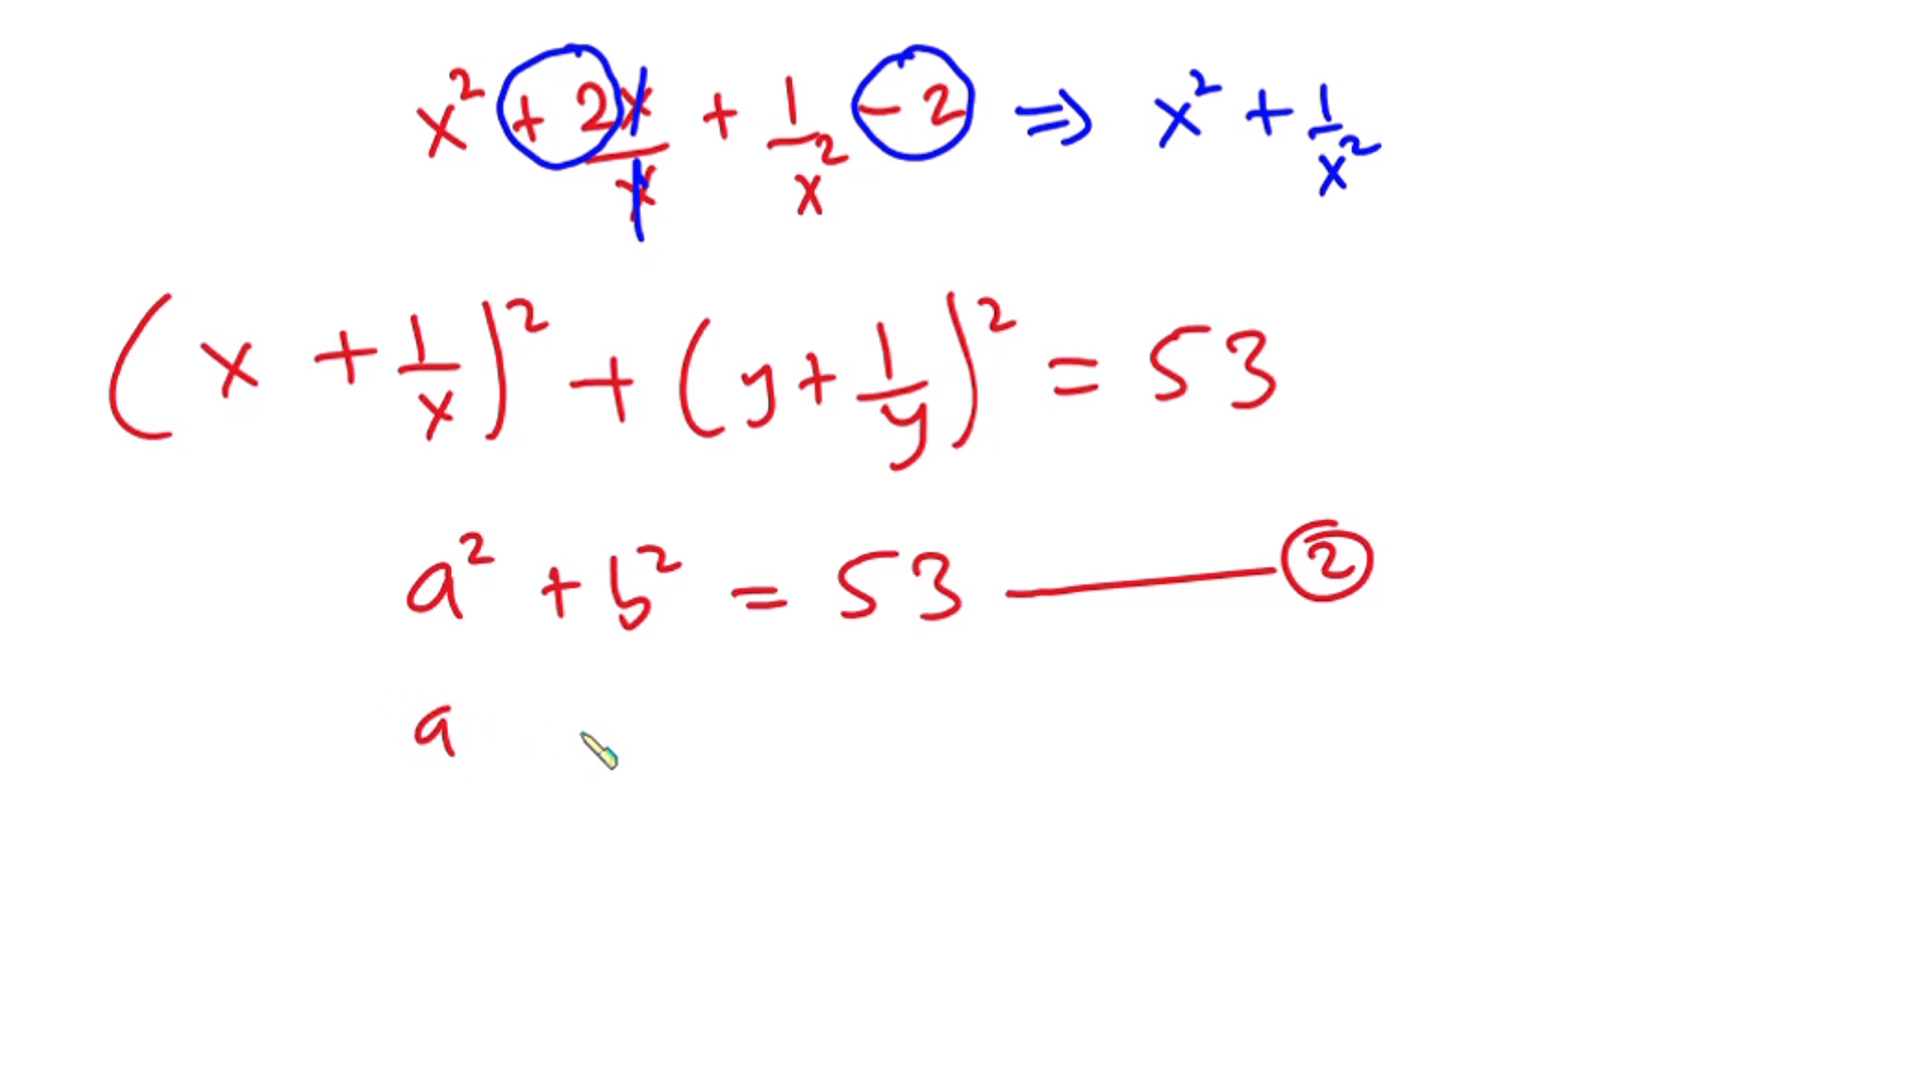 x² + 2x/x + 1/x² - 2 ⇒ x² + 1/x²
(x + 1/x)² + (y + 1/y)² = 53
a² + b² = 53 —— ②
a